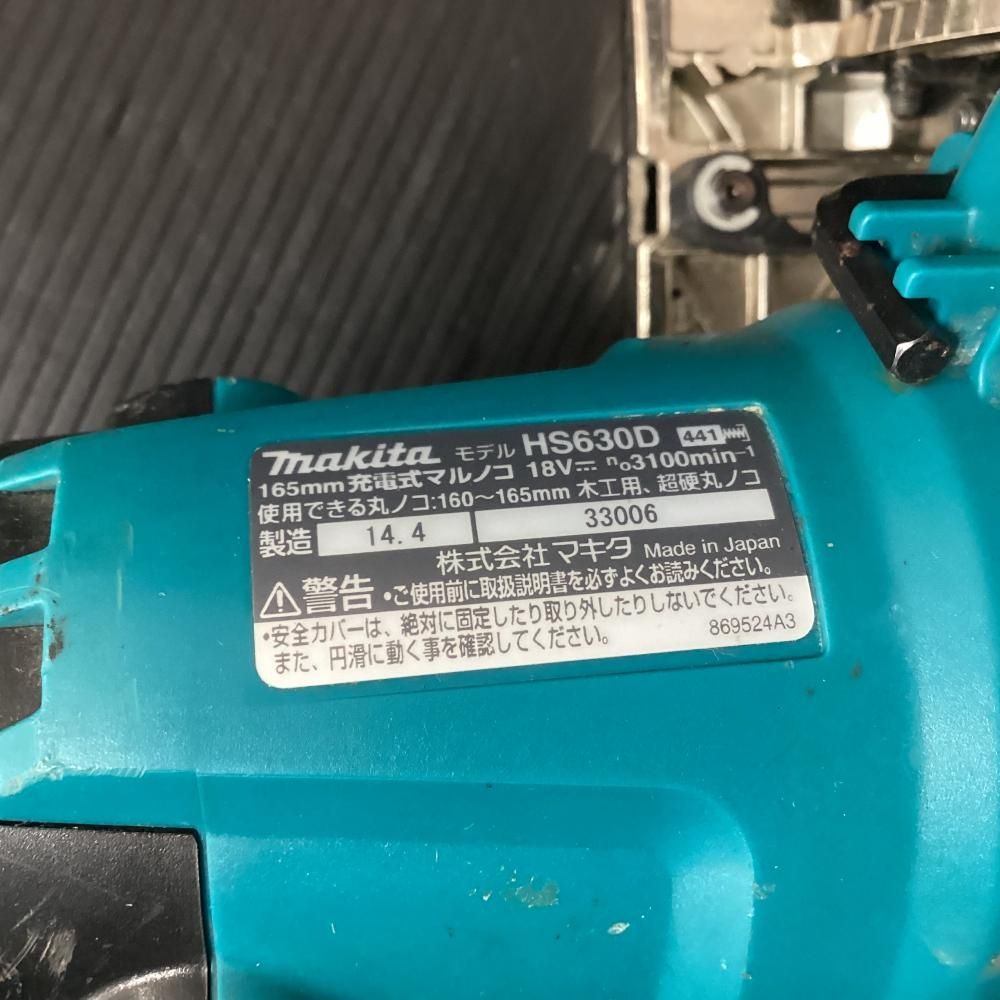 makita モデル HS630D 441
165mm 充電式マルノコ 18V⎓ n₀3100min⁻¹
使用できる丸ノコ:160～165mm 木工用、超硬丸ノコ
製造 14.4 33006
株式会社マキタ Made in Japan
⚠警告 •ご使用前に取扱説明書を必ずよくお読みください。
•安全カバーは、絶対に固定したり取り外したりしないでください。
また、円滑に動く事を確認してください。 869524A3